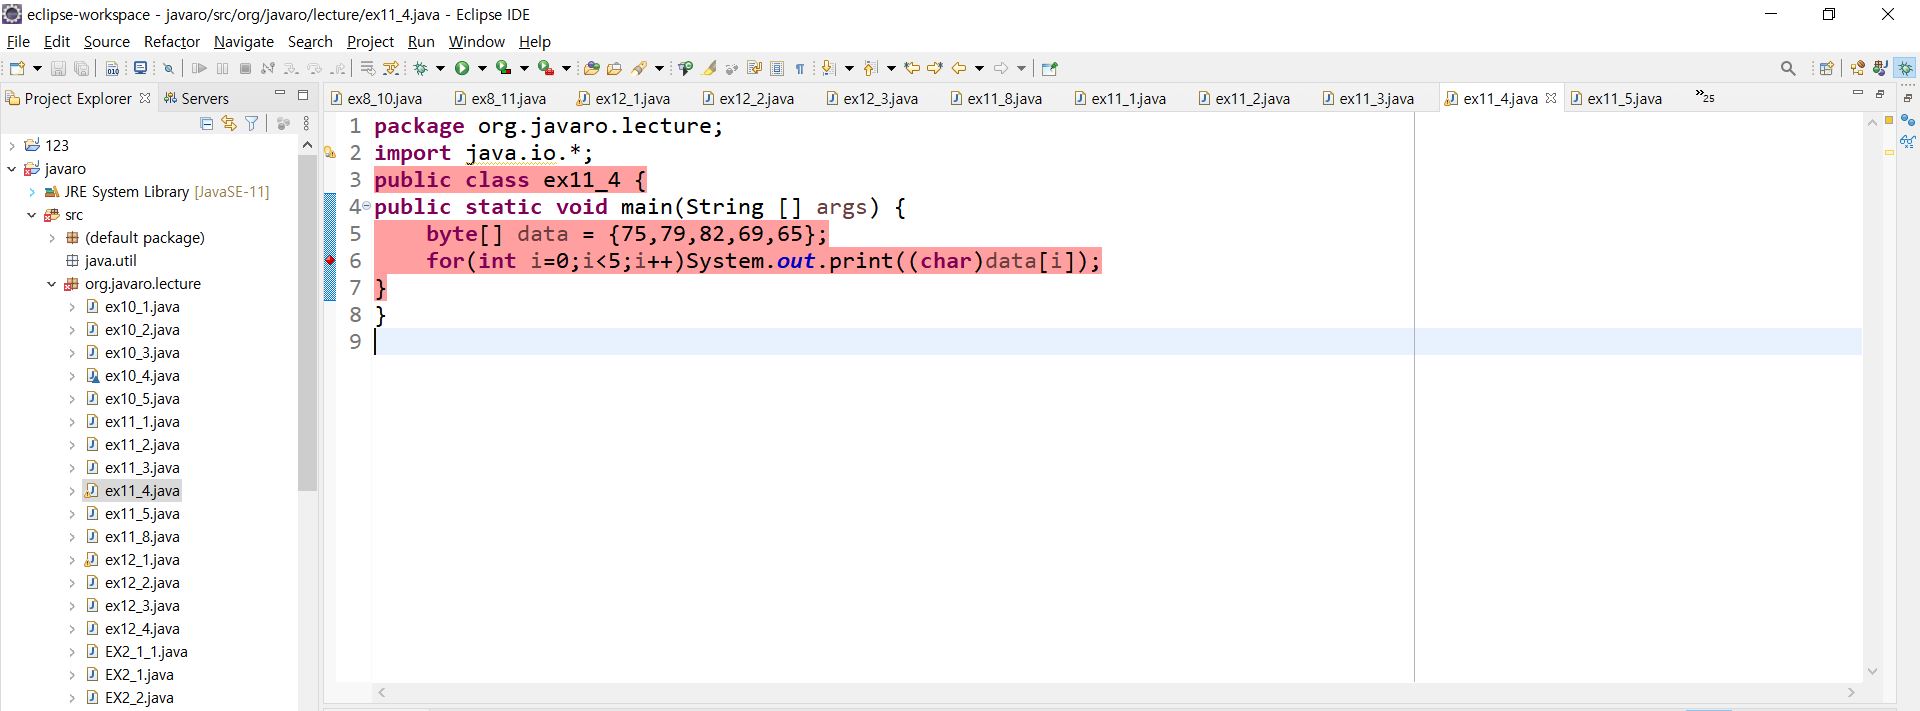 eclipse-workspace - javaro/src/org/javaro/lecture/ex11_4.java - Eclipse IDE
File Edit Source Refactor Navigate Search Project Run Window Help
Project Explorer Servers
ex8_10.java ex8_11.java ex12_1.java ex12_2.java ex12_3.java ex11_8.java ex11_1.java ex11_2.java ex11_3.java ex11_4.java ex11_5.java »25
123
javaro
JRE System Library [JavaSE-11]
src
(default package)
java.util
org.javaro.lecture
ex10_1.java
ex10_2.java
ex10_3.java
ex10_4.java
ex10_5.java
ex11_1.java
ex11_2.java
ex11_3.java
ex11_4.java
ex11_5.java
ex11_8.java
ex12_1.java
ex12_2.java
ex12_3.java
ex12_4.java
EX2_1_1.java
EX2_1.java
EX2_2.java
1 package org.javaro.lecture;
2 import java.io.*;
3 public class ex11_4 {
4 public static void main(String [] args) {
5     byte[] data = {75,79,82,69,65};
6     for(int i=0;i<5;i++)System.out.print((char)data[i]);
7 }
8 }
9